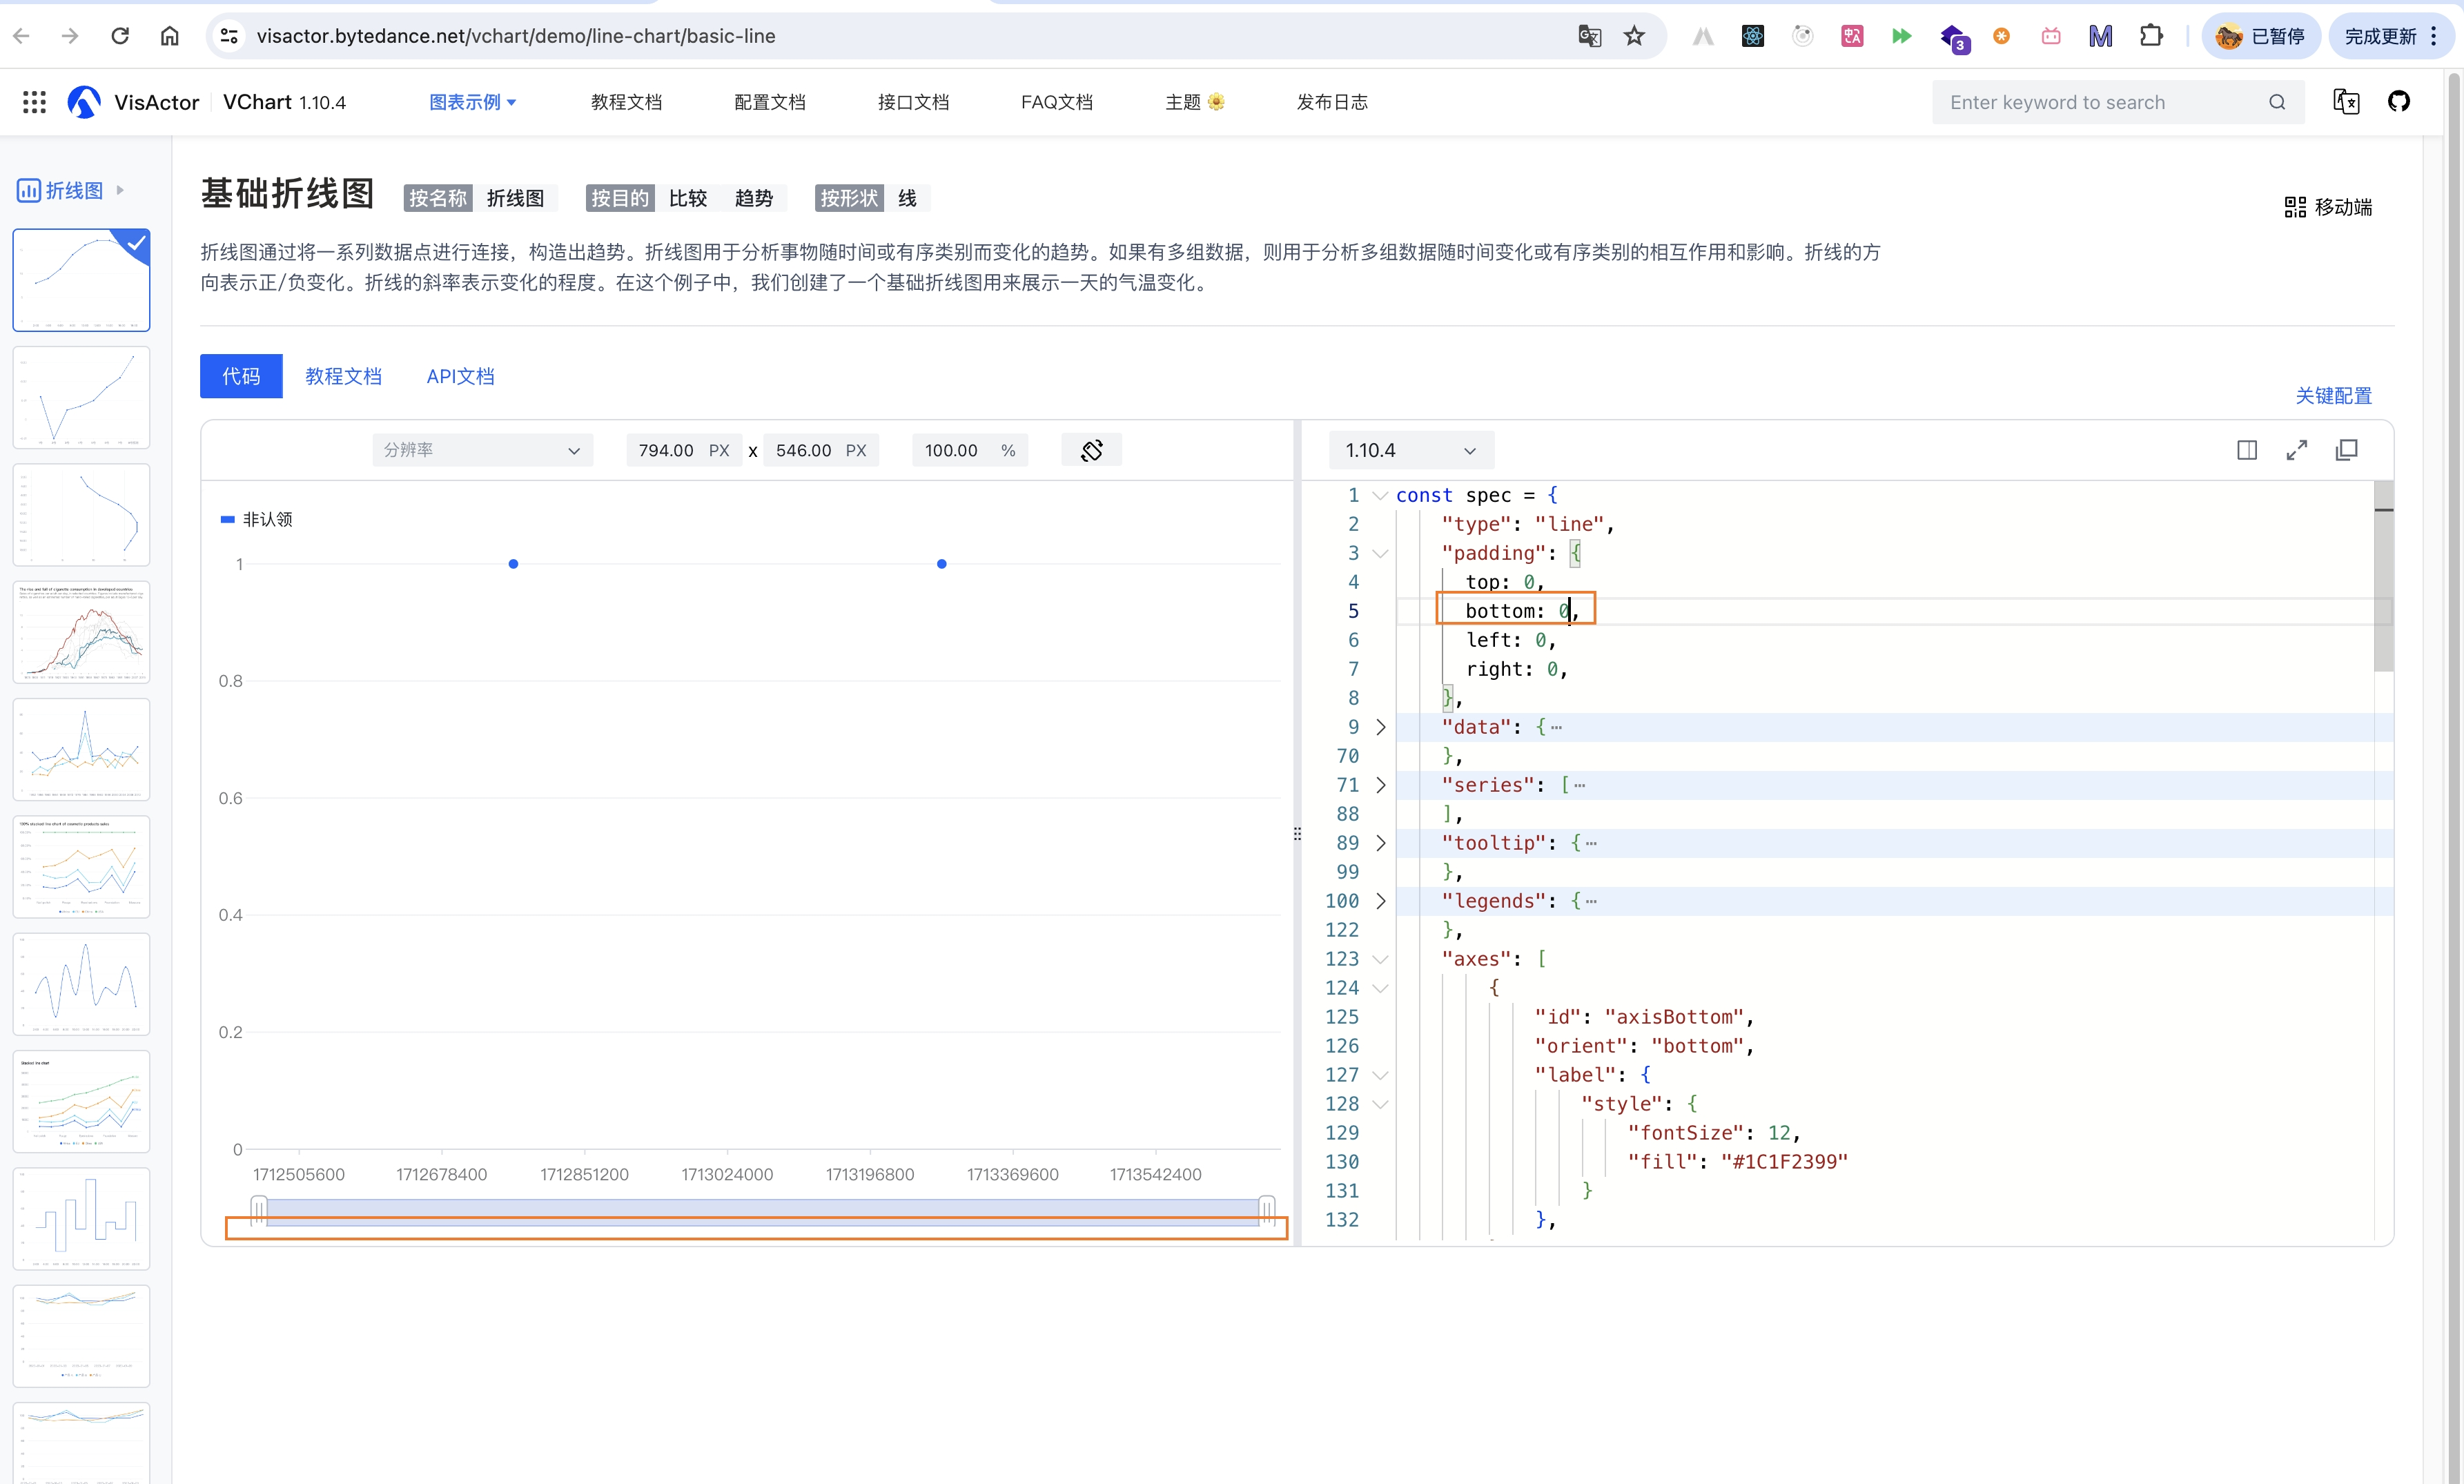 visactor.bytedance.net/vchart/demo/line-chart/basic-line
3
已暂停
完成更新
VisActor
VChart 1.10.4
图表示例
教程文档
配置文档
接口文档
FAQ文档
主题
发布日志
Enter keyword to search
折线图
基础折线图
按名称 折线图
按目的 比较 趋势
按形状 线
移动端
折线图通过将一系列数据点进行连接，构造出趋势。折线图用于分析事物随时间或有序类别而变化的趋势。如果有多组数据，则用于分析多组数据随时间变化或有序类别的相互作用和影响。折线的方
向表示正/负变化。折线的斜率表示变化的程度。在这个例子中，我们创建了一个基础折线图用来展示一天的气温变化。
代码
教程文档
API文档
关键配置
分辨率
794.00 PX x 546.00 PX
100.00 %
1.10.4
非认领
1
0.8
0.6
0.4
0.2
0
1712505600 1712678400 1712851200 1713024000 1713196800 1713369600 1713542400
1 const spec = {
2 "type": "line",
3 "padding": {
4 top: 0,
5 bottom: 0,
6 left: 0,
7 right: 0,
8 },
9 "data": {…
70 },
71 "series": […
88 ],
89 "tooltip": {…
99 },
100 "legends": {…
122 },
123 "axes": [
124 {
125 "id": "axisBottom",
126 "orient": "bottom",
127 "label": {
128 "style": {
129 "fontSize": 12,
130 "fill": "#1C1F2399"
131 }
132 },